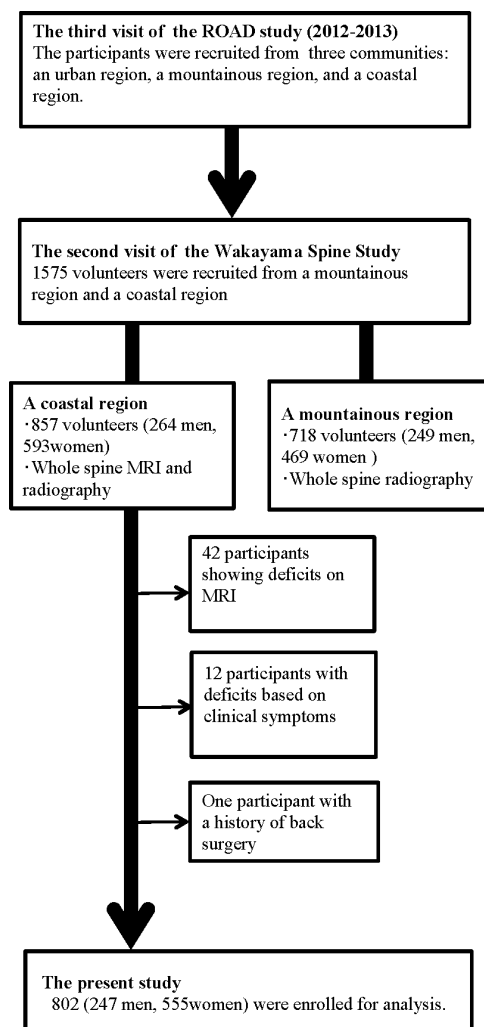 The third visit of the ROAD study (2012-2013)
The participants were recruited from three communities:
an urban region, a mountainous region, and a coastal
region.
The second visit of the Wakayama Spine Study
1575 volunteers were recruited from a mountainous
region and a coastal region
A coastal region
・857 volunteers (264 men,
593women)
・Whole spine MRI and
radiography
A mountainous region
・718 volunteers (249 men,
469 women )
・Whole spine radiography
42 participants
showing deficits on
MRI
12 participants with
deficits based on
clinical symptoms
One participant with
a history of back
surgery
The present study
802 (247 men, 555women) were enrolled for analysis.